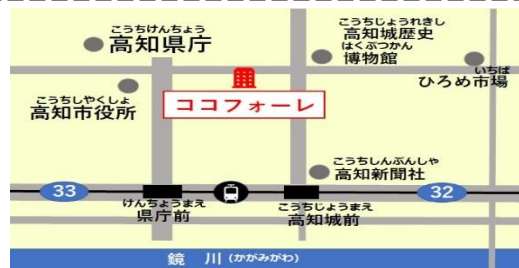 こうちけんちょう
高知県庁
こうちじょうれきし
高知城歴史
はくぶつかん
博物館
いちば
ひろめ市場
こうちしやくしょ
高知市役所
ココフォーレ
こうちしんぶんしゃ
高知新聞社
33
32
けんちょうまえ
県庁前
こうちじょうまえ
高知城前
鏡 川 (かがみがわ)